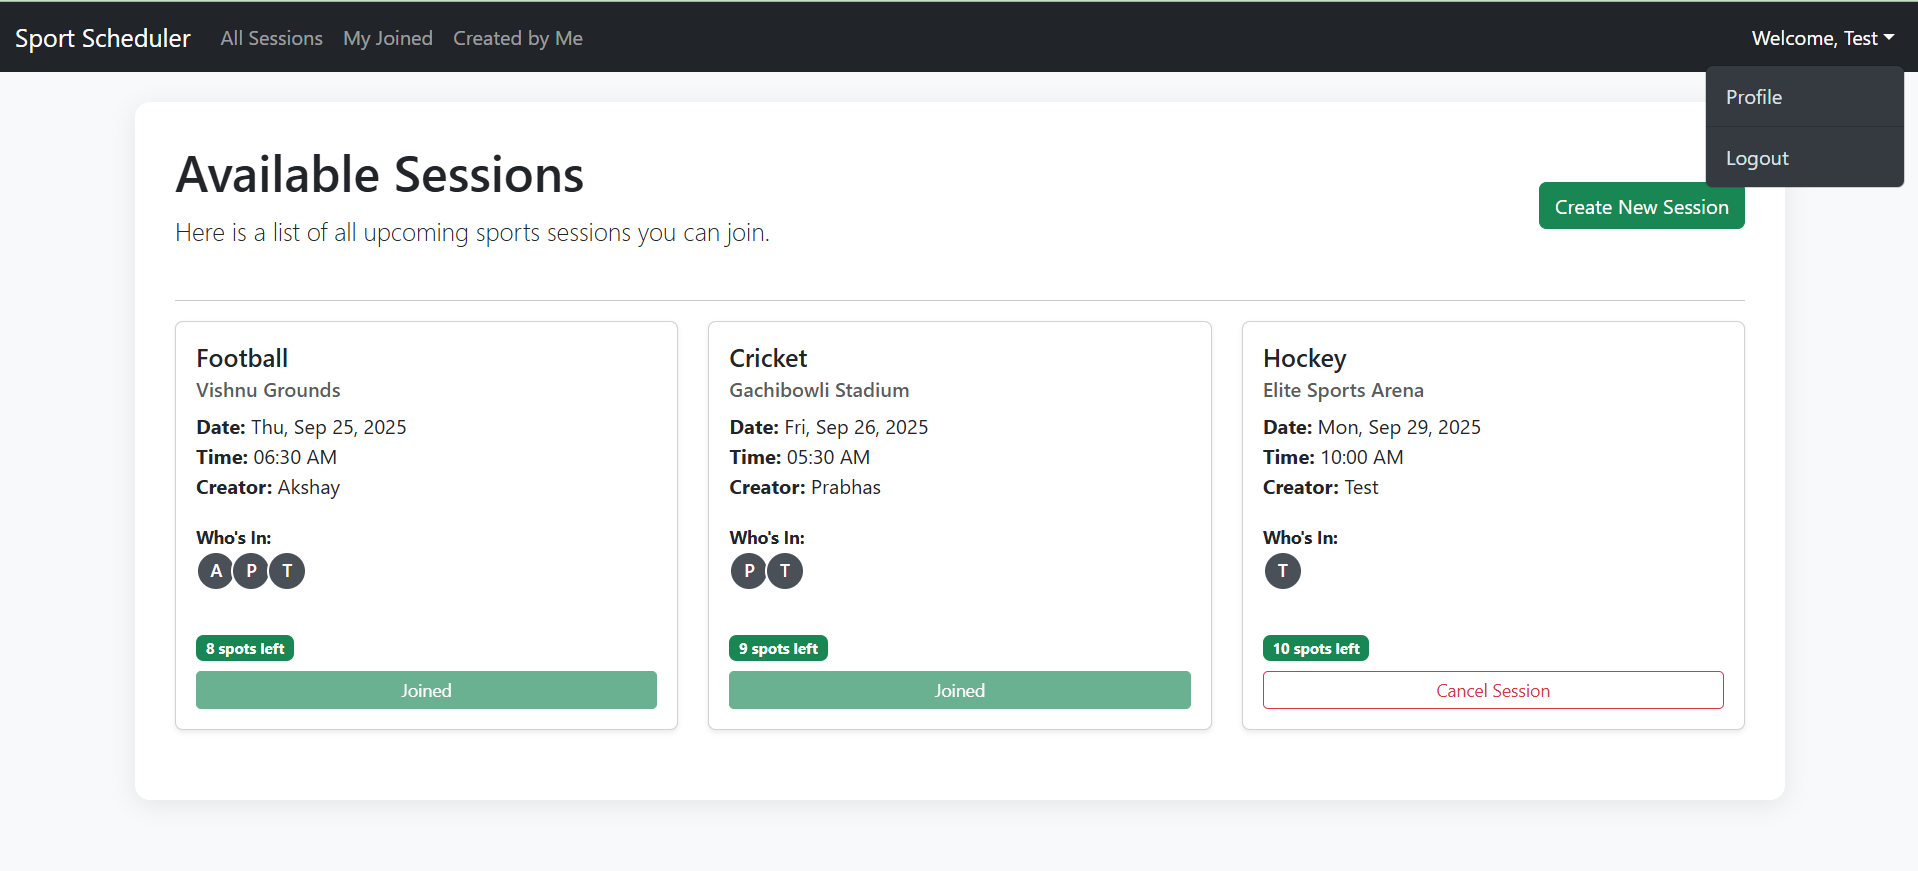 Sport Scheduler All Sessions My Joined Created by Me Welcome, Test
Profile
Logout
Available Sessions
Here is a list of all upcoming sports sessions you can join.
Create New Session
Football
Vishnu Grounds
Date: Thu, Sep 25, 2025
Time: 06:30 AM
Creator: Akshay
Who's In:
A P T
8 spots left
Joined
Cricket
Gachibowli Stadium
Date: Fri, Sep 26, 2025
Time: 05:30 AM
Creator: Prabhas
Who's In:
P T
9 spots left
Joined
Hockey
Elite Sports Arena
Date: Mon, Sep 29, 2025
Time: 10:00 AM
Creator: Test
Who's In:
T
10 spots left
Cancel Session